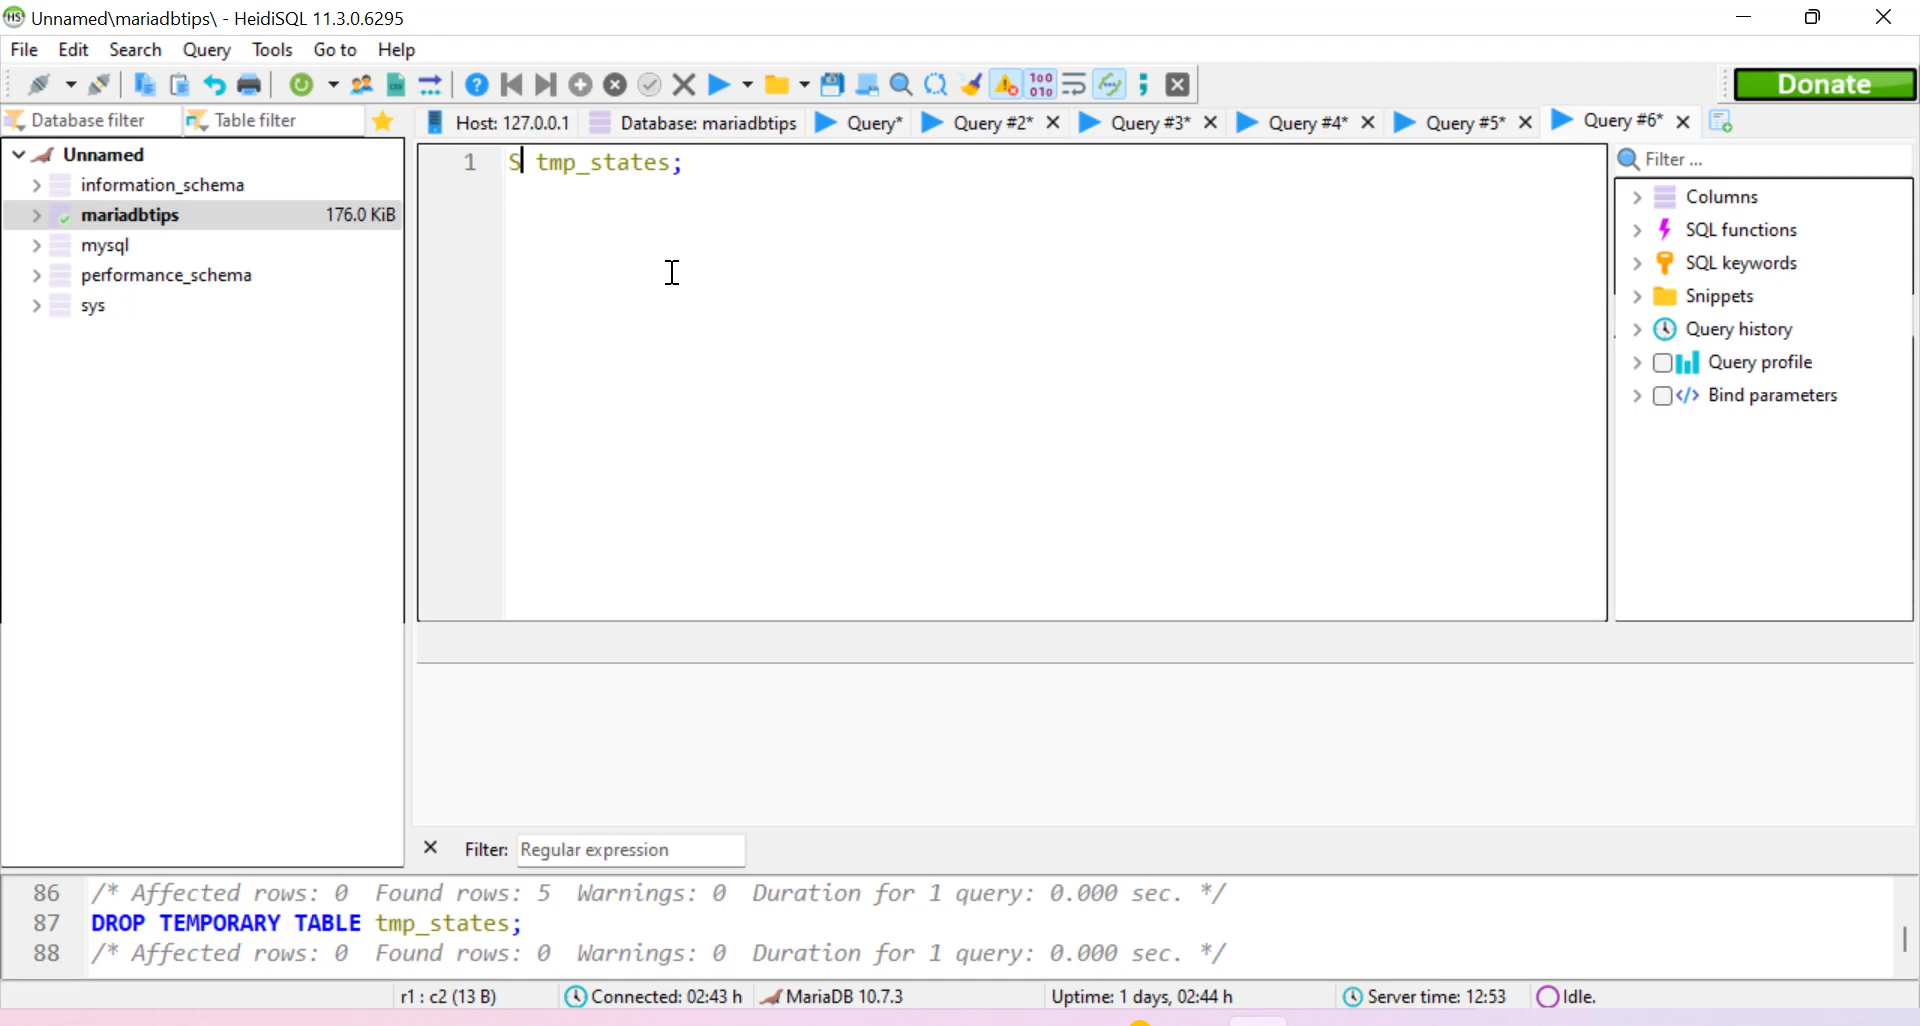 Unnamed\mariadbtips\ - HeidiSQL 11.3.0.6295
File Edit Search Query Tools Go to Help
Donate
Database filter Table filter
Host: 127.0.0.1 Database: mariadbtips Query* Query #2* Query #3* Query #4* Query #5* Query #6*
Unnamed
information_schema
mariadbtips 176.0 KiB
mysql
performance_schema
sys
1 S tmp_states;
Filter ...
Columns
SQL functions
SQL keywords
Snippets
Query history
Query profile
Bind parameters
Filter: Regular expression
86 /* Affected rows: 0 Found rows: 5 Warnings: 0 Duration for 1 query: 0.000 sec. */
87 DROP TEMPORARY TABLE tmp_states;
88 /* Affected rows: 0 Found rows: 0 Warnings: 0 Duration for 1 query: 0.000 sec. */
r1 : c2 (13 B) Connected: 02:43 h MariaDB 10.7.3 Uptime: 1 days, 02:44 h Server time: 12:53 Idle.